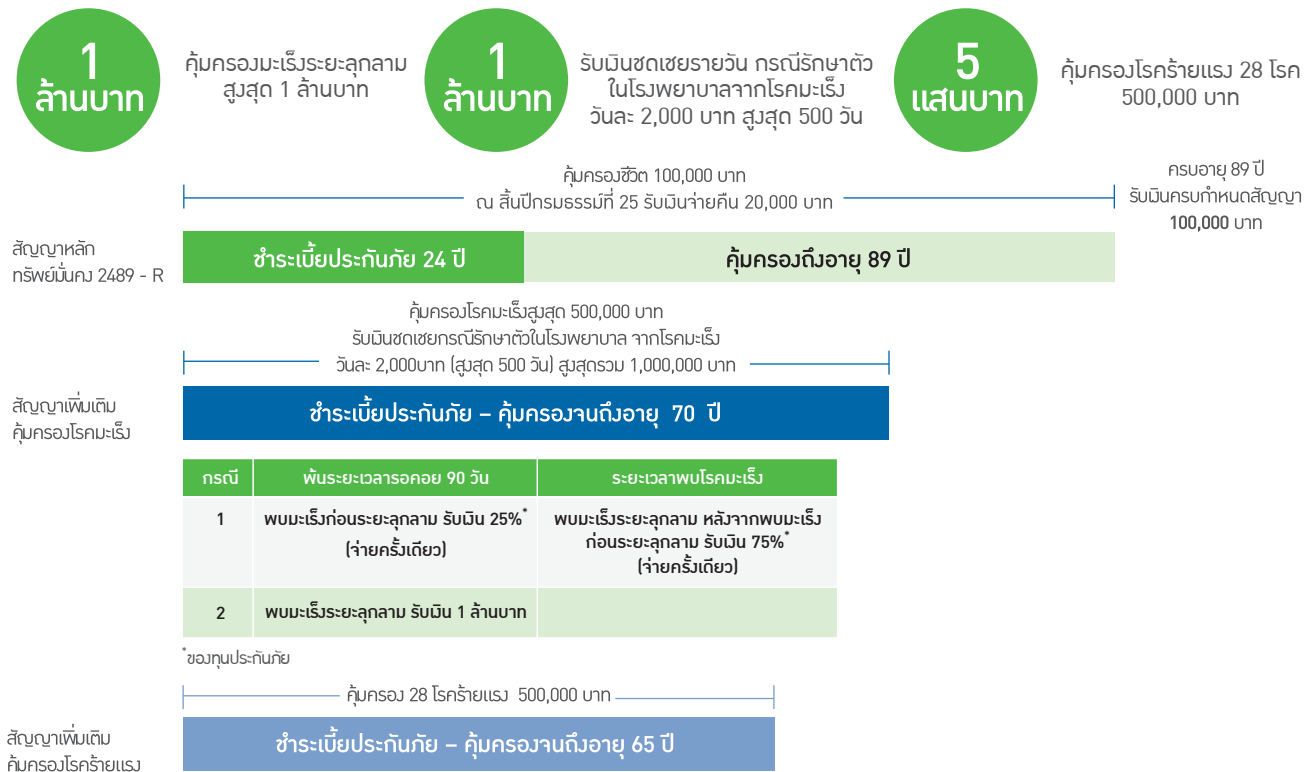 1
ล้านบาท
คุ้มครองมะเร็งระยะลุกลาม
สูงสุด 1 ล้านบาท
1
ล้านบาท
รับเงินชดเชยรายวัน กรณีรักษาตัว
ในโรงพยาบาลจากโรคมะเร็ง
วันละ 2,000 บาท สูงสุด 500 วัน
5
แสนบาท
คุ้มครองโรคร้ายแรง 28 โรค
500,000 บาท
คุ้มครองชีวิต 100,000 บาท
ณ สิ้นปีกรมธรรม์ที่ 25 รับเงินจ่ายคืน 20,000 บาท
ครบอายุ 89 ปี
รับเงินครบกำหนดสัญญา
100,000 บาท
สัญญาหลัก
ทรัพย์มั่นคง 2489 - R
ชำระเบี้ยประกันภัย 24 ปี
คุ้มครองถึงอายุ 89 ปี
คุ้มครองโรคมะเร็งสูงสุด 500,000 บาท
รับเงินชดเชยกรณีรักษาตัวในโรงพยาบาล จากโรคมะเร็ง
วันละ 2,000บาท (สูงสุด 500 วัน) สูงสุดรวม 1,000,000 บาท
สัญญาเพิ่มเติม
คุ้มครองโรคมะเร็ง
ชำระเบี้ยประกันภัย – คุ้มครองจนถึงอายุ 70 ปี
กรณี
พ้นระยะเวลารอคอย 90 วัน
ระยะเวลาพบโรคมะเร็ง
1
พบมะเร็งก่อนระยะลุกลาม รับเงิน 25%*
(จ่ายครั้งเดียว)
พบมะเร็งระยะลุกลาม หลังจากพบมะเร็ง
ก่อนระยะลุกลาม รับเงิน 75%*
(จ่ายครั้งเดียว)
2
พบมะเร็งระยะลุกลาม รับเงิน 1 ล้านบาท
*ของทุนประกันภัย
คุ้มครอง 28 โรคร้ายแรง 500,000 บาท
สัญญาเพิ่มเติม
คุ้มครองโรคร้ายแรง
ชำระเบี้ยประกันภัย – คุ้มครองจนถึงอายุ 65 ปี